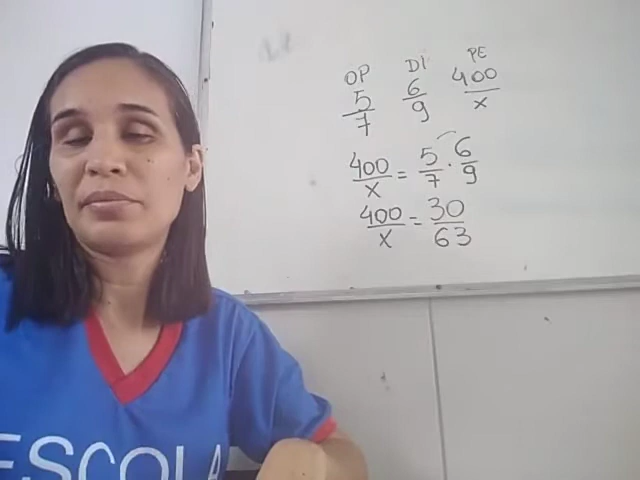 OP DI PE
5/7 6/9 400/x
400/x = 5/7 . 6/9
400/x = 30/63
ESCOLA